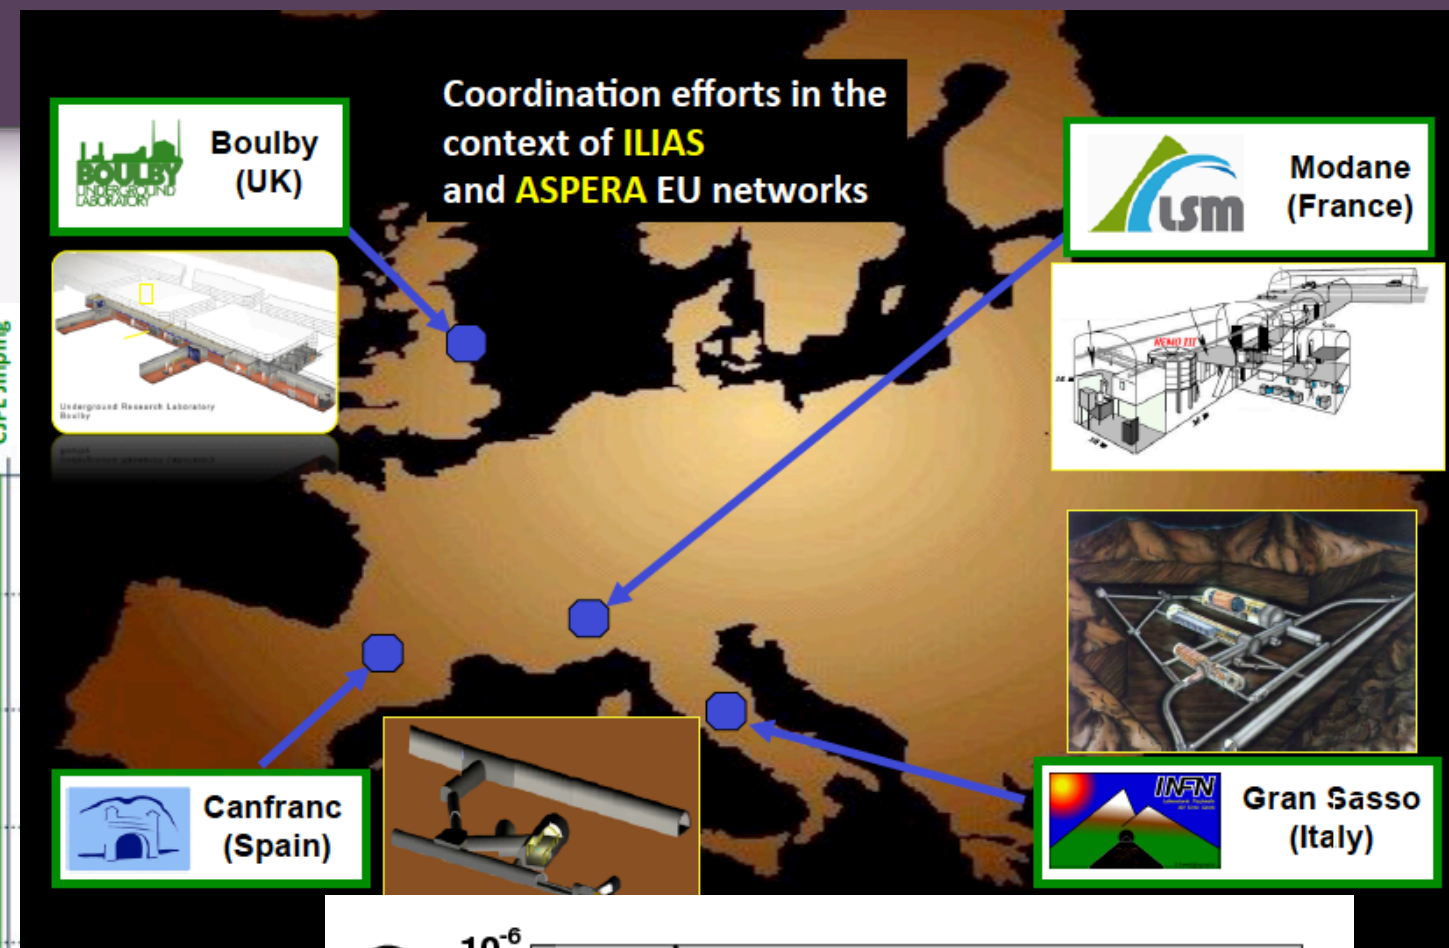 Coordination efforts in the
context of ILIAS
and ASPERA EU networks
BOULBY
UNDERGROUND
LABORATORY
Boulby
(UK)
LSM
Modane
(France)
Underground Research Laboratory
Boulby
NEMO III
Canfranc
(Spain)
INFN
Gran Sasso
(Italy)
10⁻⁶